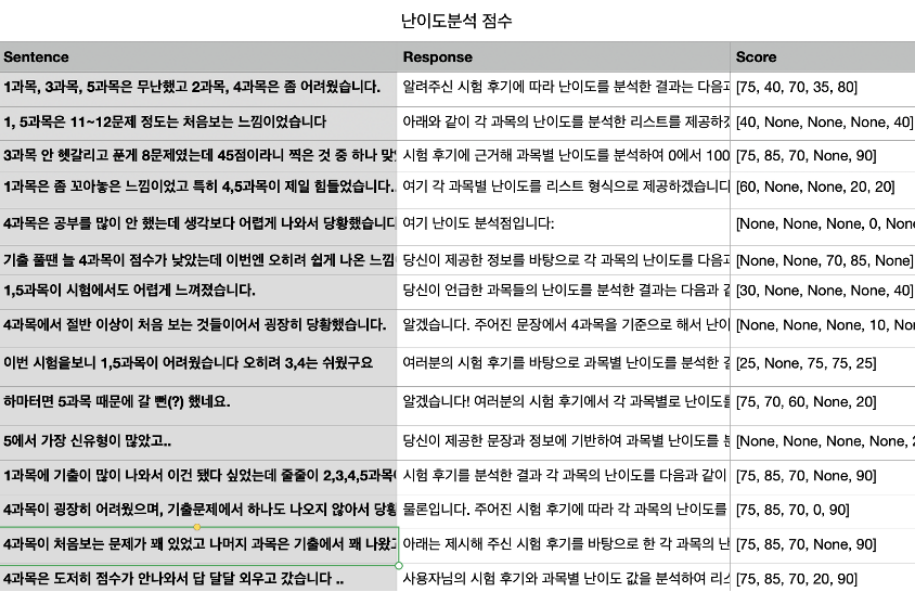 난이도분석 점수
Sentence Response Score
1과목, 3과목, 5과목은 무난했고 2과목, 4과목은 좀 어려웠습니다. 알려주신 시험 후기에 따라 난이도를 분석한 결과는 다음과 [75, 40, 70, 35, 80]
1, 5과목은 11~12문제 정도는 처음보는 느낌이었습니다 아래와 같이 각 과목의 난이도를 분석한 리스트를 제공하겠 [40, None, None, None, 40]
3과목 안 헷갈리고 푼게 8문제였는데 45점이라니 찍은 것 중 하나 맞 시험 후기에 근거해 과목별 난이도를 분석하여 0에서 100 [75, 85, 70, None, 90]
1과목은 좀 꼬아놓은 느낌이었고 특히 4,5과목이 제일 힘들었습니다. 여기 각 과목별 난이도를 리스트 형식으로 제공하겠습니다 [60, None, None, 20, 20]
4과목은 공부를 많이 안 했는데 생각보다 어렵게 나와서 당황했습니다 여기 난이도 분석점입니다: [None, None, None, 0, None
기출 풀땐 늘 4과목이 점수가 낮았는데 이번엔 오히려 쉽게 나온 느낌 당신이 제공한 정보를 바탕으로 각 과목의 난이도를 다음과 [None, None, 70, 85, None]
1,5과목이 시험에서도 어렵게 느껴졌습니다. 당신이 언급한 과목들의 난이도를 분석한 결과는 다음과 같 [30, None, None, None, 40]
4과목에서 절반 이상이 처음 보는 것들이어서 굉장히 당황했습니다. 알겠습니다. 주어진 문장에서 4과목을 기준으로 해서 난이 [None, None, None, 10, Non
이번 시험을보니 1,5과목이 어려웠습니다 오히려 3,4는 쉬웠구요 여러분의 시험 후기를 바탕으로 과목별 난이도를 분석한 결 [25, None, 75, 75, 25]
하마터면 5과목 때문에 갈 뻔(?) 했네요. 알겠습니다! 여러분의 시험 후기에서 각 과목별로 난이도를 [75, 70, 60, None, 20]
5에서 가장 신유형이 많았고.. 당신이 제공한 문장과 정보에 기반하여 과목별 난이도를 [None, None, None, None, 2
1과목에 기출이 많이 나와서 이건 됐다 싶었는데 줄줄이 2,3,4,5과목 시험 후기를 분석한 결과 각 과목의 난이도를 다음과 같이 [75, 85, 70, None, 90]
4과목이 굉장히 어려웠으며, 기출문제에서 하나도 나오지 않아서 당황 물론입니다. 주어진 시험 후기에 따라 각 과목의 난이도를 [75, 85, 70, 0, 90]
4과목이 처음보는 문제가 꽤 있었고 나머지 과목은 기출에서 꽤 나왔고 아래는 제시해 주신 시험 후기를 바탕으로 한 각 과목의 난 [75, 85, 70, None, 90]
4과목은 도저히 점수가 안나와서 답 달달 외우고 갔습니다 .. 사용자님의 시험 후기와 과목별 난이도 값을 분석하여 리스 [75, 85, 70, 20, 90]